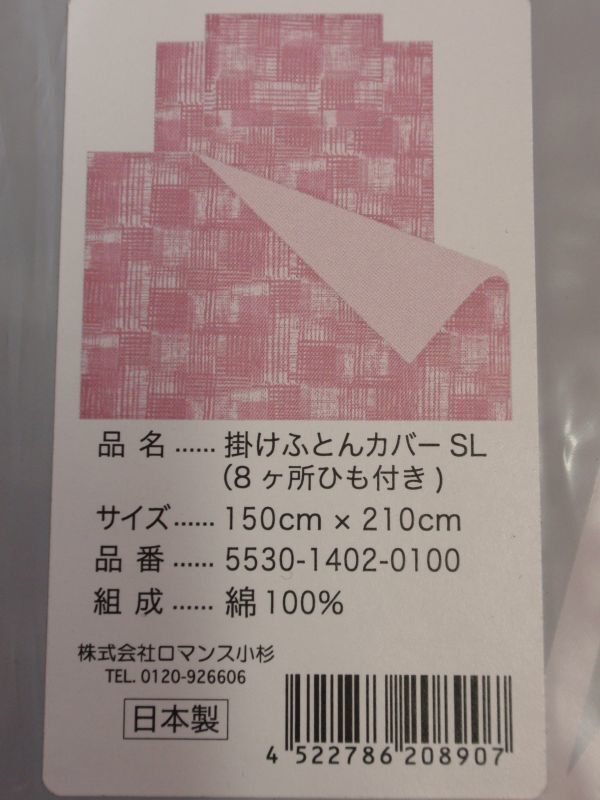 品名……掛けふとんカバー SL
(8ヶ所ひも付き)
サイズ……150cm × 210cm
品番……5530-1402-0100
組成……綿100%
株式会社ロマンス小杉
TEL. 0120-926606
日本製
4 522786 208907